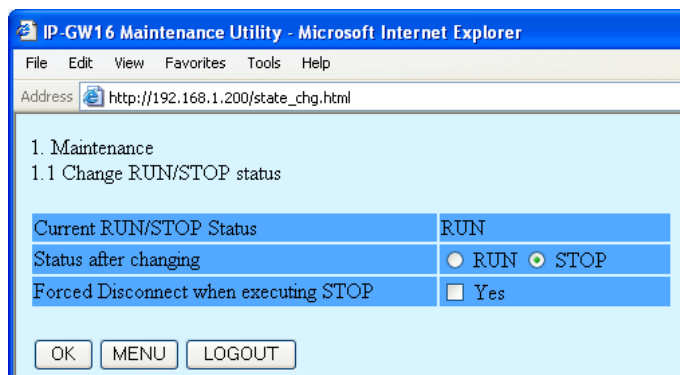 IP-GW16 Maintenance Utility - Microsoft Internet Explorer
File Edit View Favorites Tools Help
Address http://192.168.1.200/state_chg.html
1. Maintenance
1.1 Change RUN/STOP status
Current RUN/STOP Status RUN
Status after changing RUN STOP
Forced Disconnect when executing STOP Yes
OK MENU LOGOUT